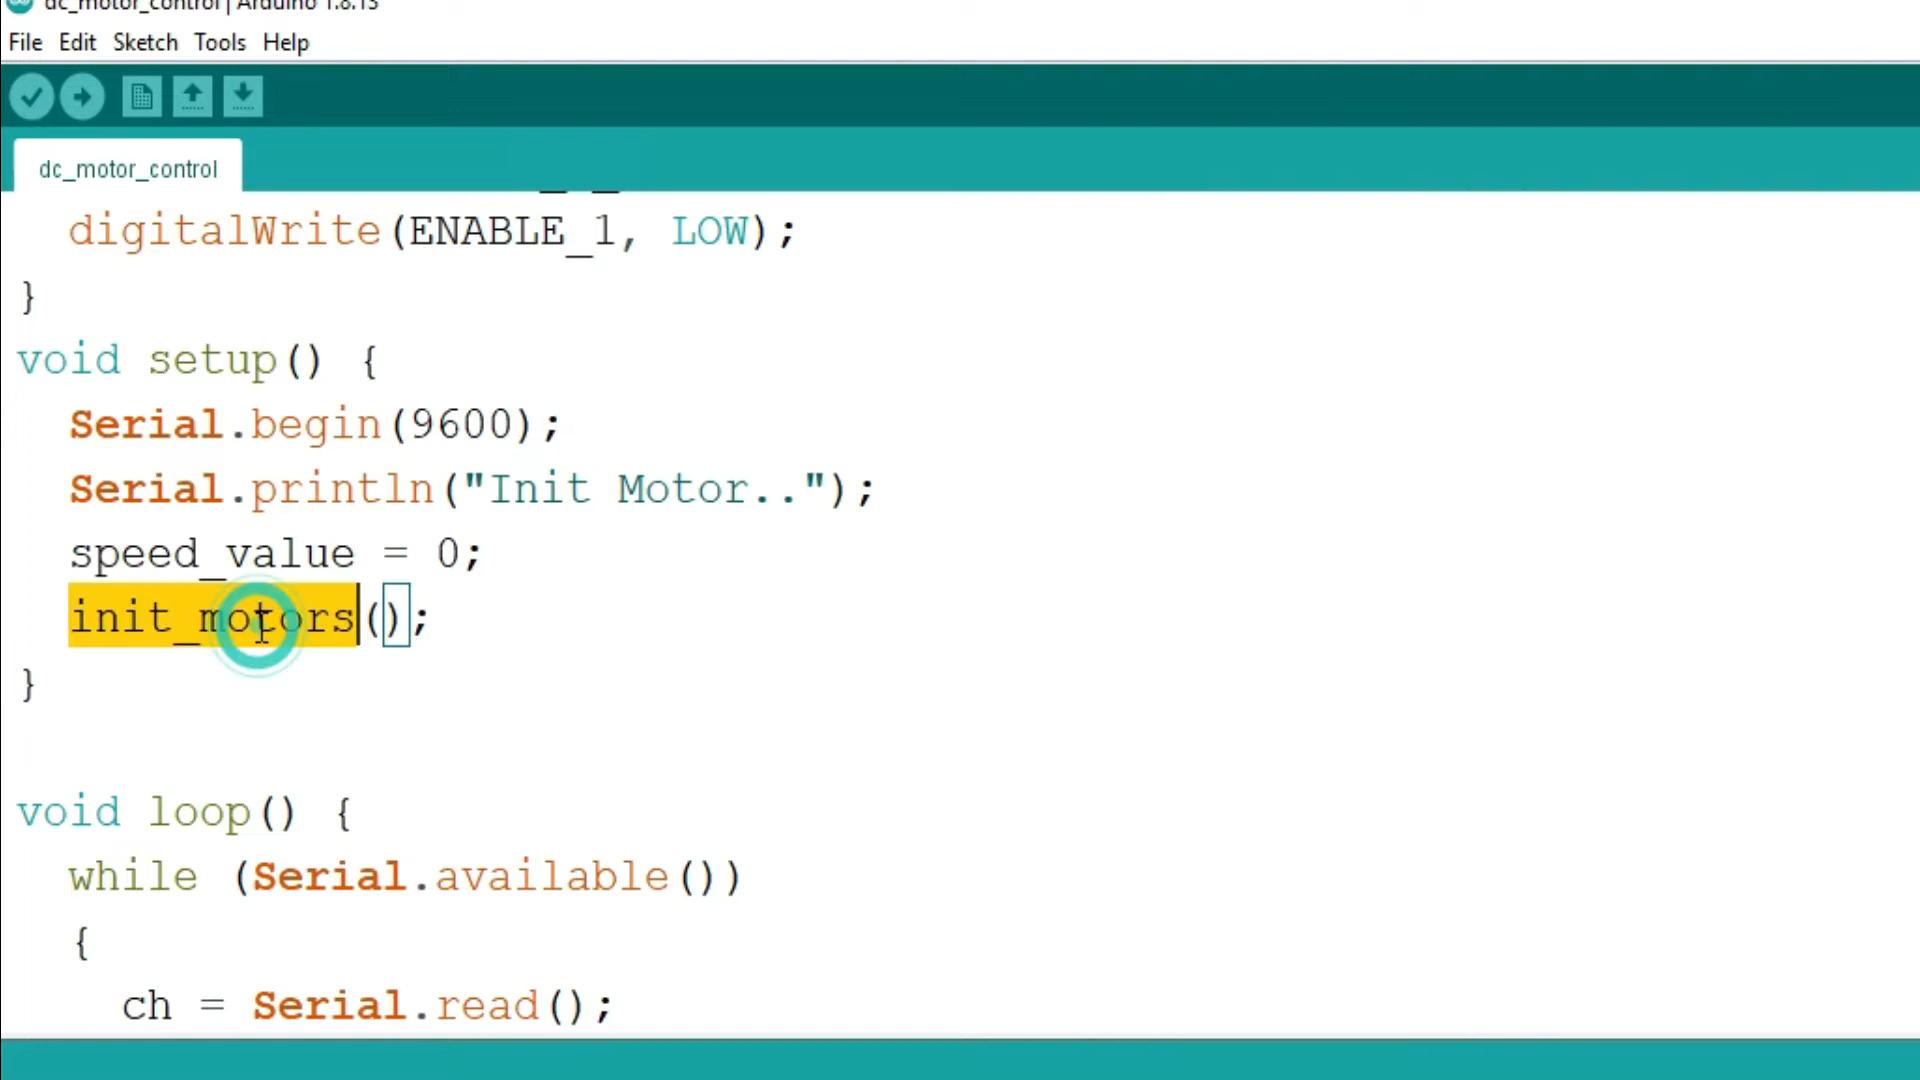 dc_motor_control | Arduino 1.8.13
File Edit Sketch Tools Help
dc_motor_control
digitalWrite(ENABLE_1, LOW);
}
void setup() {
Serial.begin(9600);
Serial.println("Init Motor..");
speed_value = 0;
init_motors();
}
void loop() {
while (Serial.available())
{
ch = Serial.read();